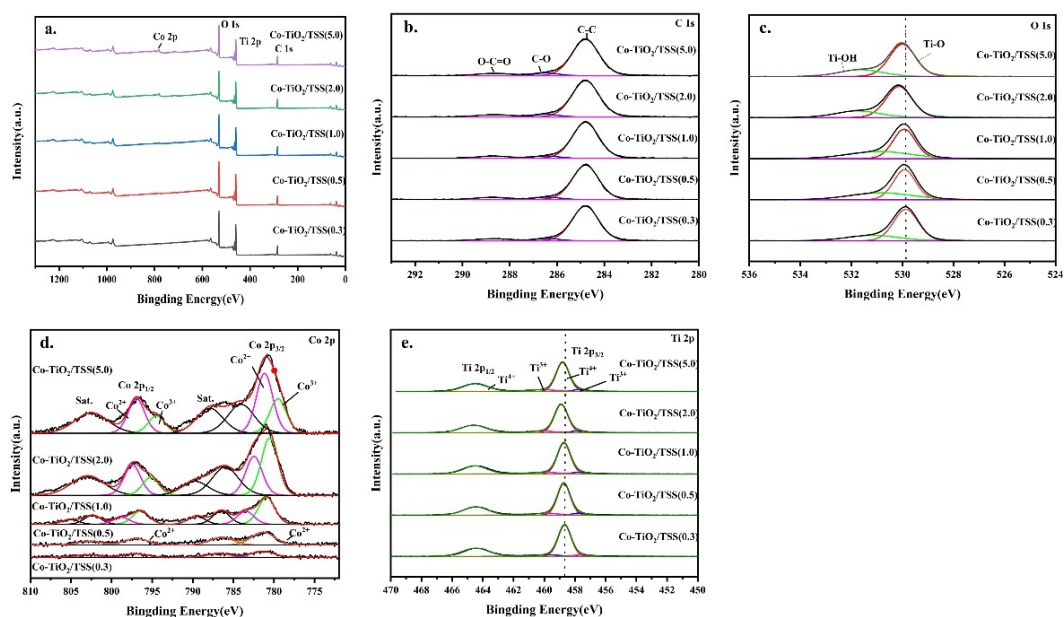 a.
O 1s
Co 2p
Ti 2p
Co-TiO₂/TSS(5.0)
C 1s
Co-TiO₂/TSS(2.0)
Co-TiO₂/TSS(1.0)
Co-TiO₂/TSS(0.5)
Co-TiO₂/TSS(0.3)
Intensity(a.u.)
1200 1000 800 600 400 200 0
Bingding Energy(eV)
b.
C 1s
C-C
Co-TiO₂/TSS(5.0)
O-C=O
C-O
Co-TiO₂/TSS(2.0)
Co-TiO₂/TSS(1.0)
Co-TiO₂/TSS(0.5)
Co-TiO₂/TSS(0.3)
Intensity(a.u.)
292 290 288 286 284 282 280
Bingding Energy(eV)
c.
O 1s
Ti-OH
Ti-O
Co-TiO₂/TSS(5.0)
Co-TiO₂/TSS(2.0)
Co-TiO₂/TSS(1.0)
Co-TiO₂/TSS(0.5)
Co-TiO₂/TSS(0.3)
Intensity(a.u.)
536 534 532 530 528 526 524
Bingding Energy(eV)
d.
Co 2p
Co 2p₃/₂
Co²⁺
Co-TiO₂/TSS(5.0)
Co 2p₁/₂
Co³⁺
Sat.
Co²⁺
Co³⁺
Sat.
Co-TiO₂/TSS(2.0)
Co-TiO₂/TSS(1.0)
Co-TiO₂/TSS(0.5)
Co²⁺
Co²⁺
Co-TiO₂/TSS(0.3)
Intensity(a.u.)
810 805 800 795 790 785 780 775
Bingding Energy(eV)
e.
Ti 2p
Ti 2p₁/₂
Ti 2p₃/₂
Co-TiO₂/TSS(5.0)
Ti⁴⁺
Ti³⁺
Ti⁴⁺
Ti³⁺
Co-TiO₂/TSS(2.0)
Co-TiO₂/TSS(1.0)
Co-TiO₂/TSS(0.5)
Co-TiO₂/TSS(0.3)
Intensity(a.u.)
470 468 466 464 462 460 458 456 454 452 450
Bingding Energy(eV)